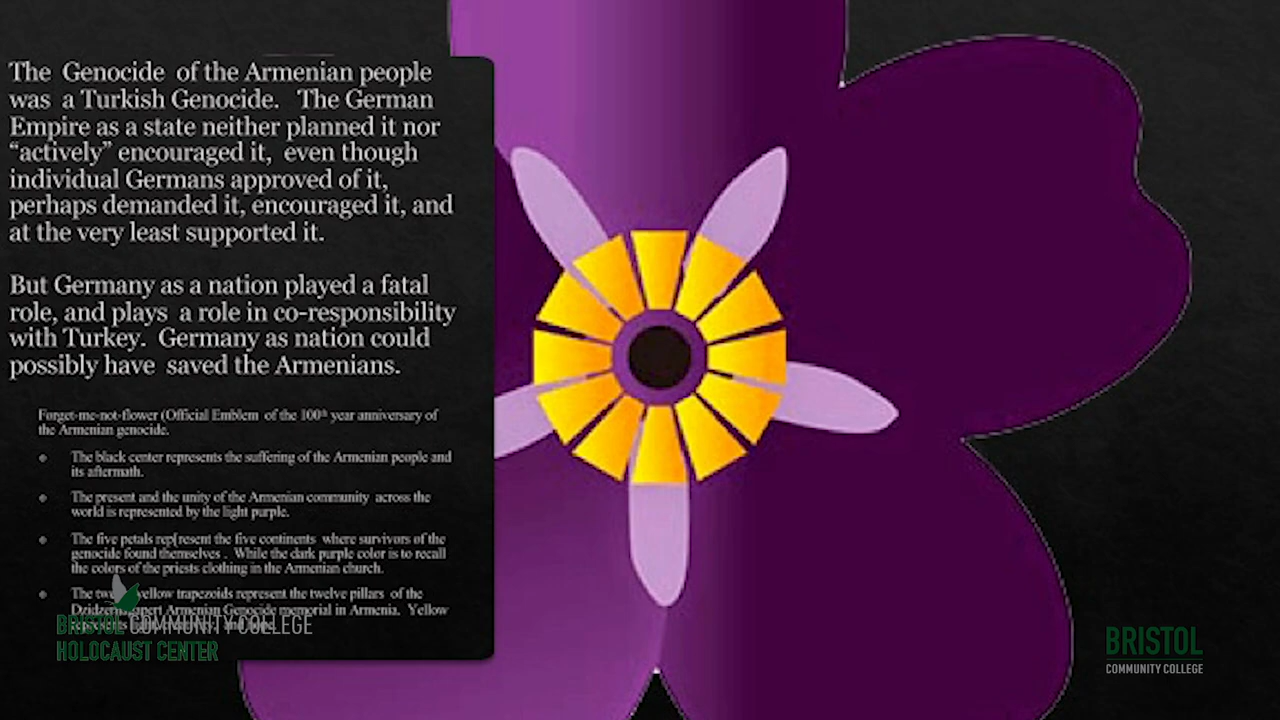 The Genocide of the Armenian people
was a Turkish Genocide. The German
Empire as a state neither planned it nor
“actively” encouraged it, even though
individual Germans approved of it,
perhaps demanded it, encouraged it, and
at the very least supported it.
But Germany as a nation played a fatal
role, and plays a role in co-responsibility
with Turkey. Germany as nation could
possibly have saved the Armenians.
Forget-me-not-flower (Official Emblem of the 100th year anniversary of
the Armenian genocide.
The black center represents the suffering of the Armenian people and
its aftermath.
The present and the unity of the Armenian community across the
world is represented by the light purple.
The five petals rep[resent the five continents where survivors of the
genocide found themselves . While the dark purple color is to recall
the colors of the priests clothing in the Armenian church.
The yellow trapezoids represent the twelve pillars of the
Armenian Genocide memorial in Armenia. Yellow
represents
BRISTOL COMMUNITY COLLEGE
HOLOCAUST CENTER
BRISTOL
COMMUNITY COLLEGE